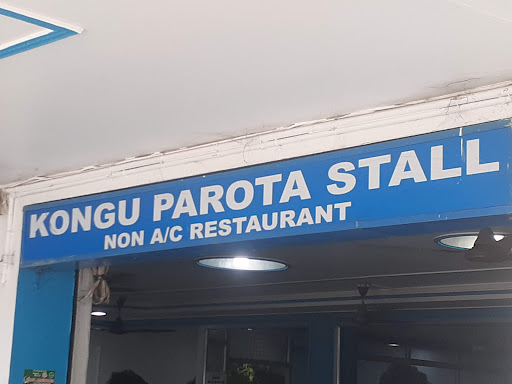 KONGU PAROTA STALL
NON A/C RESTAURANT